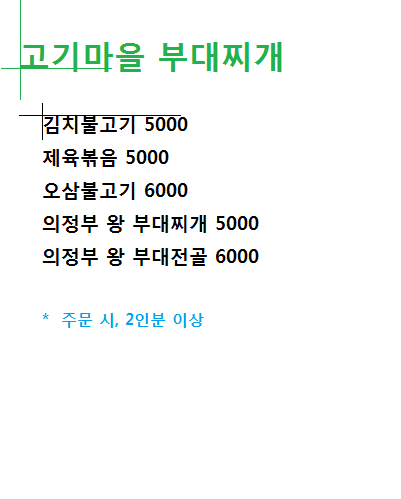 고기마을 부대찌개
김치불고기 5000
제육볶음 5000
오삼불고기 6000
의정부 왕 부대찌개 5000
의정부 왕 부대전골 6000
* 주문 시, 2인분 이상